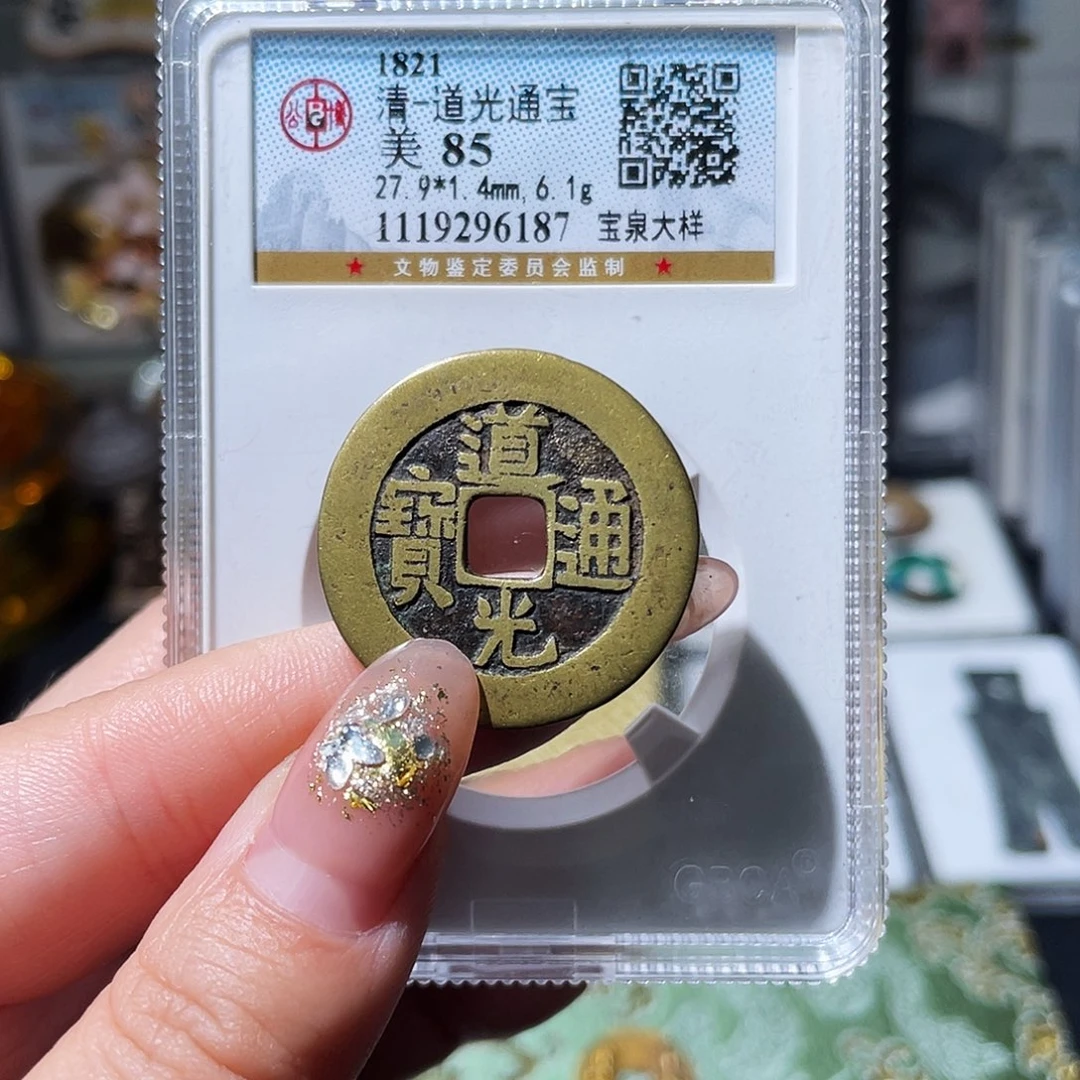 1821
清-道光通宝
美 85
27.9*1.4mm,6.1g
1119296187 宝泉大样
★ 文物鉴定委员会监制 ★
道
寶 通
光